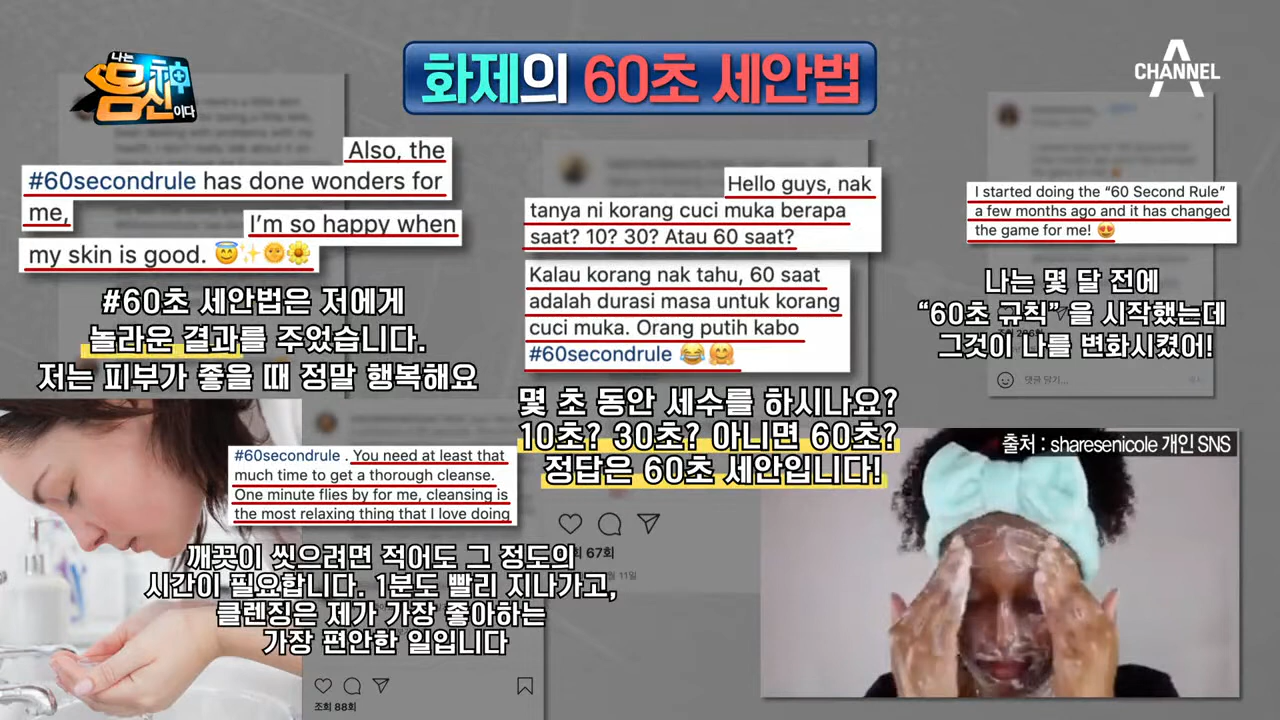 나는
몸神
신이다
화제의 60초 세안법
CHANNEL A
Also, the
#60secondrule has done wonders for
me,
I'm so happy when
my skin is good. 😇✨🌞🌼
#60초 세안법은 저에게
놀라운 결과를 주었습니다.
저는 피부가 좋을 때 정말 행복해요
Hello guys, nak
tanya ni korang cuci muka berapa
saat? 10? 30? Atau 60 saat?
Kalau korang nak tahu, 60 saat
adalah durasi masa untuk korang
cuci muka. Orang putih kabo
#60secondrule 😂🤗
몇 초 동안 세수를 하시나요?
10초? 30초? 아니면 60초?
정답은 60초 세안입니다!
I started doing the “60 Second Rule”
a few months ago and it has changed
the game for me! 😍
나는 몇 달 전에
“60초 규칙” 을 시작했는데
그것이 나를 변화시켰어!
댓글 달기...
#60secondrule . You need at least that
much time to get a thorough cleanse.
One minute flies by for me, cleansing is
the most relaxing thing that I love doing
깨끗이 씻으려면 적어도 그 정도의
시간이 필요합니다. 1분도 빨리 지나가고,
클렌징은 제가 가장 좋아하는
가장 편안한 일입니다
회 67회
월 11일
조회 88회
출처 : sharesenicole 개인 SNS